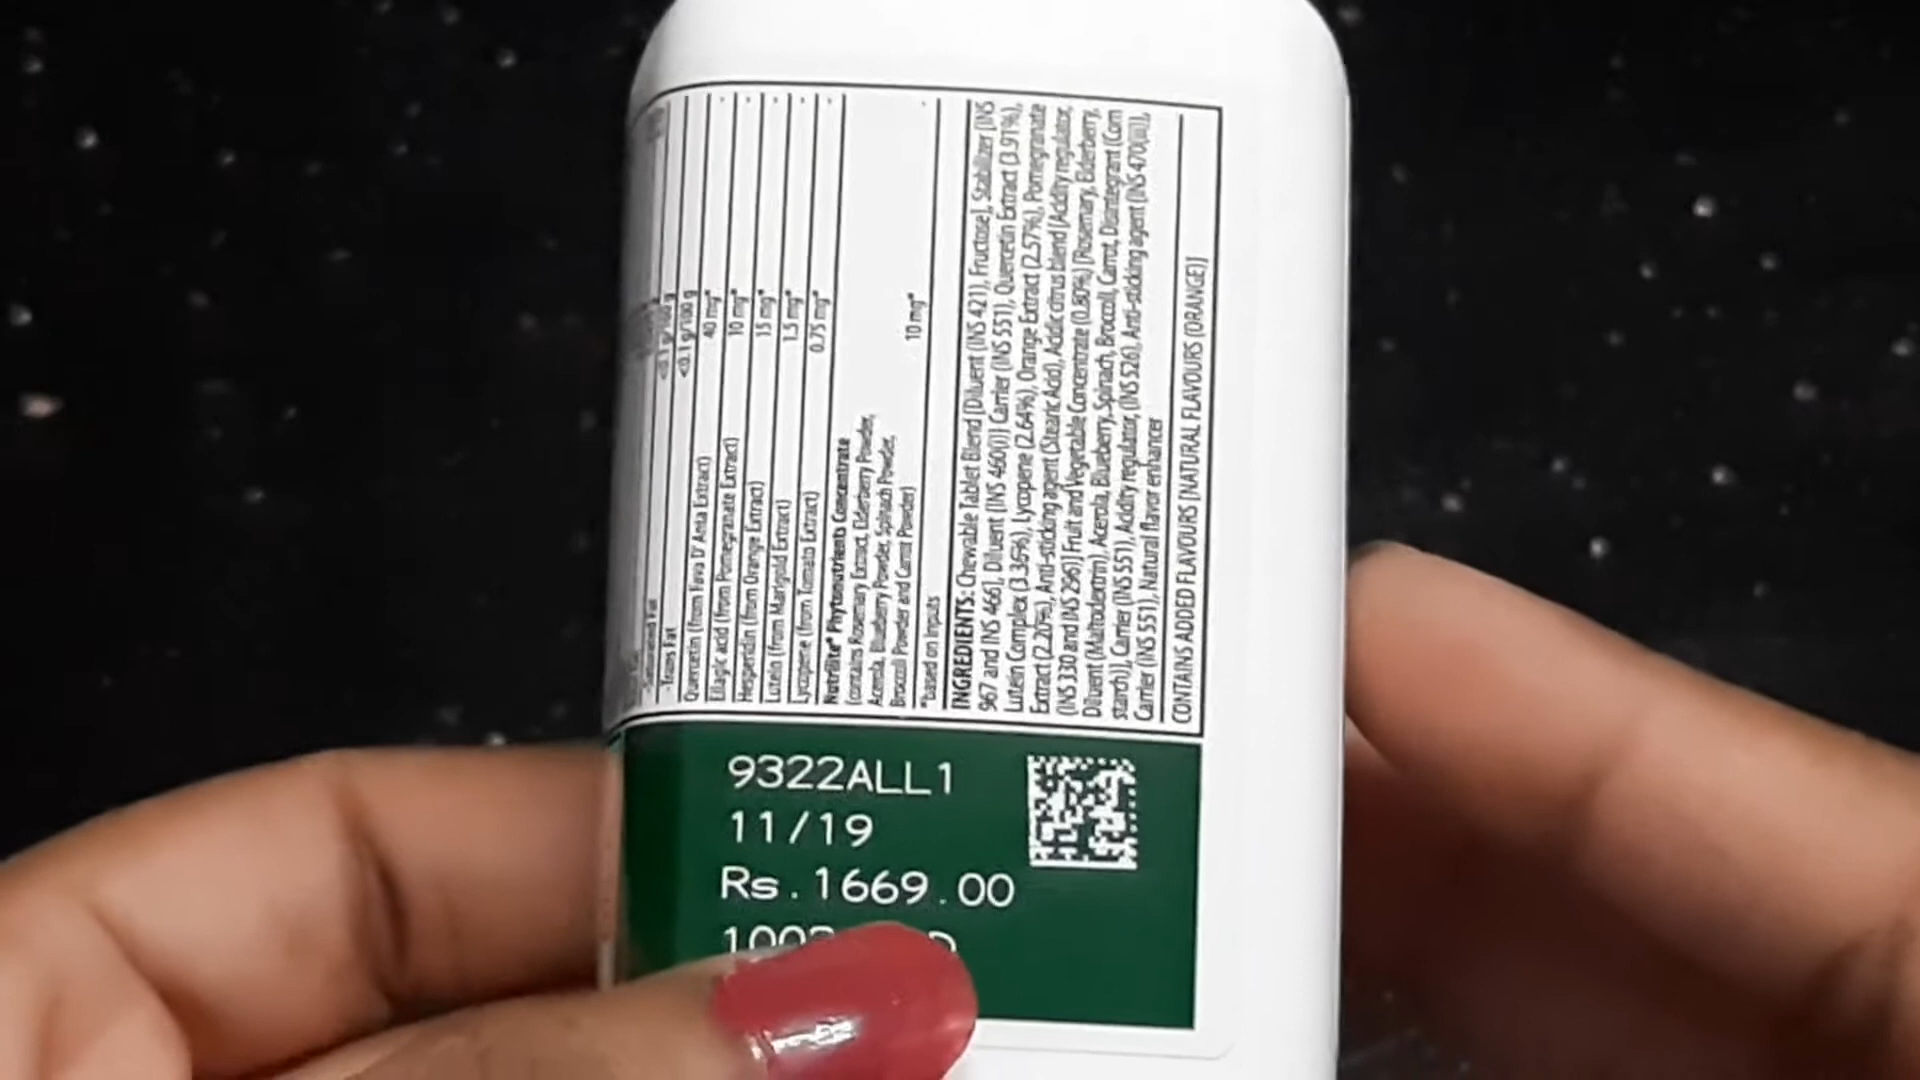 -Trans Fat <0.1 g/100 g
Quercetin (from Fava D' Anta Extract) 40 mg* -
Ellagic acid (from Pomegranate Extract) 10 mg* -
Hesperidin (from Orange Extract) 15 mg* -
Lutein (from Marigold Extract) 1.5 mg* -
Lycopene (from Tomato Extract) 0.75 mg* -
Nutrilite® Phytonutrients Concentrate
(contains Rosemary Extract, Elderberry Powder,
Acerola, Blueberry Powder, Spinach Powder,
Broccoli Powder and Carrot Powder) 10 mg* -
*based on Inputs
INGREDIENTS: Chewable Tablet Blend [Diluent (INS 421), Fructose], Stabilizer [INS
967 and INS 466], Diluent [INS 460(i)] Carrier (INS 551), Quercetin Extract (3.91%),
Lutein Complex (3.36%), Lycopene (2.64%), Orange Extract (2.57%), Pomegranate
Extract (2.20%), Anti-sticking agent (Stearic Acid), Acidic citrus blend [Acidity regulator,
(INS 330 and INS 296)] Fruit and Vegetable Concentrate (0.80%) [Rosemary, Elderberry,
Diluent (Maltodextrin), Acerola, Blueberry, Spinach, Broccoli, Carrot, Disintegrant (Corn
starch)], Carrier (INS 551), Acidity regulator, (INS 526), Anti-sticking agent (INS 470(iii)),
Carrier (INS 551), Natural flavor enhancer
CONTAINS ADDED FLAVOURS [NATURAL FLAVOURS (ORANGE)]
9322ALL1
11/19
Rs.1669.00